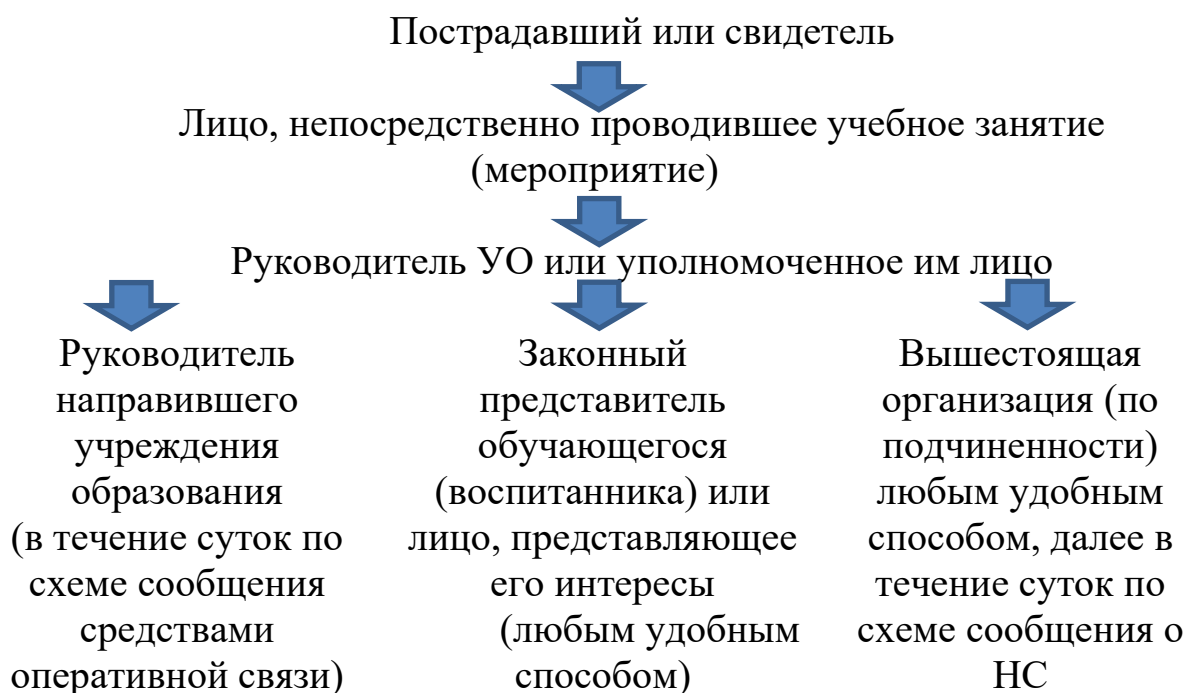 Пострадавший или свидетель
Лицо, непосредственно проводившее учебное занятие
(мероприятие)
Руководитель УО или уполномоченное им лицо
Руководитель
направившего
учреждения
образования
(в течение суток по
схеме сообщения
средствами
оперативной связи)
Законный
представитель
обучающегося
(воспитанника) или
лицо, представляющее
его интересы
(любым удобным
способом)
Вышестоящая
организация (по
подчиненности)
любым удобным
способом, далее в
течение суток по
схеме сообщения о
НС